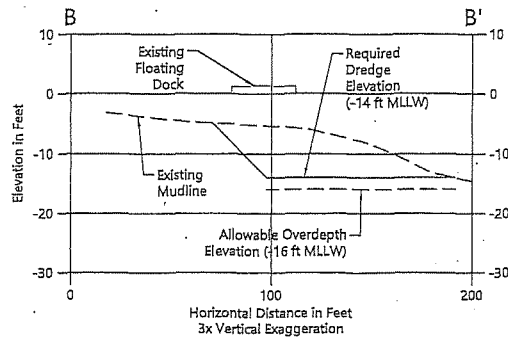 B
B'
10
10
Existing
Floating
Dock
Required
Dredge
Elevation
(-14 ft MLLW)
0
0
Elevation in Feet
-10
-10
Existing
Mudline
-20
-20
Allowable Overdepth
Elevation (-16 ft MLLW)
-30
-30
0
100
200
Horizontal Distance in Feet
3x Vertical Exaggeration